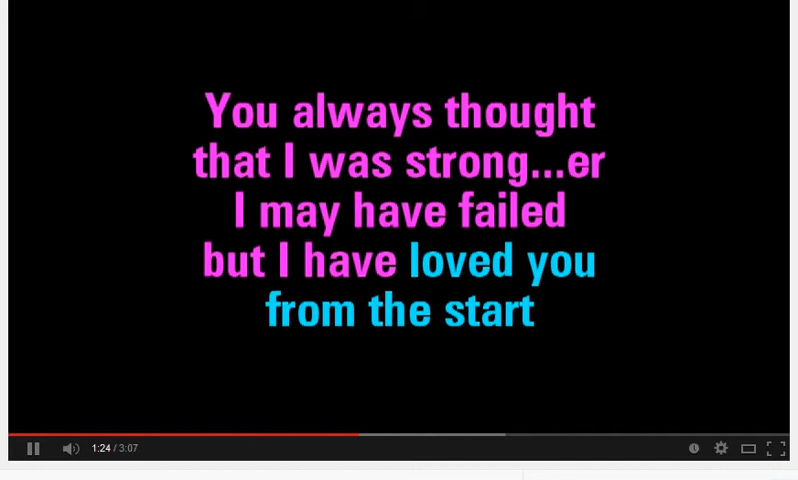 You always thought
that I was strong...er
I may have failed
but I have loved you
from the start
1:24 / 3:07